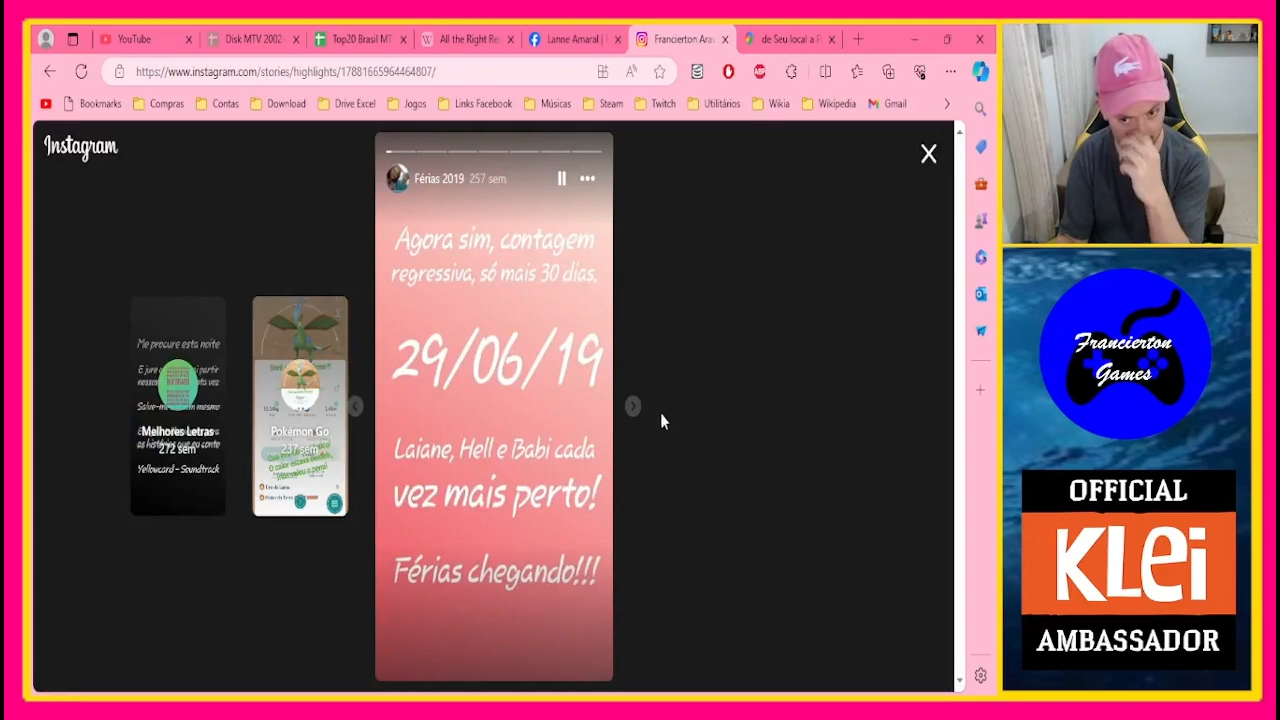 YouTube
Disk MTV 2002-
Top20 Brasil MT
All the Right Re
Lanne Amaral |
Francierton Ara
de Seu local a P
https://www.instagram.com/stories/highlights/17881665964464807/
Bookmarks
Compras
Contas
Download
Drive Excel
Jogos
Links Facebook
Músicas
Steam
Twitch
Utilitários
Wikia
Wikipedia
Gmail
Instagram
Férias 2019 257 sem
Agora sim, contagem
regressiva, só mais 30 dias.
29/06/19
Laiane, Hell e Babi cada
vez mais perto!
Férias chegando!!!
Me procure esta noite
Melhores Letras
272 sem
Yellowcard - Soundtrack
Pokémon Go
237 sem
Francierton
Games
OFFICIAL
KLei
AMBASSADOR